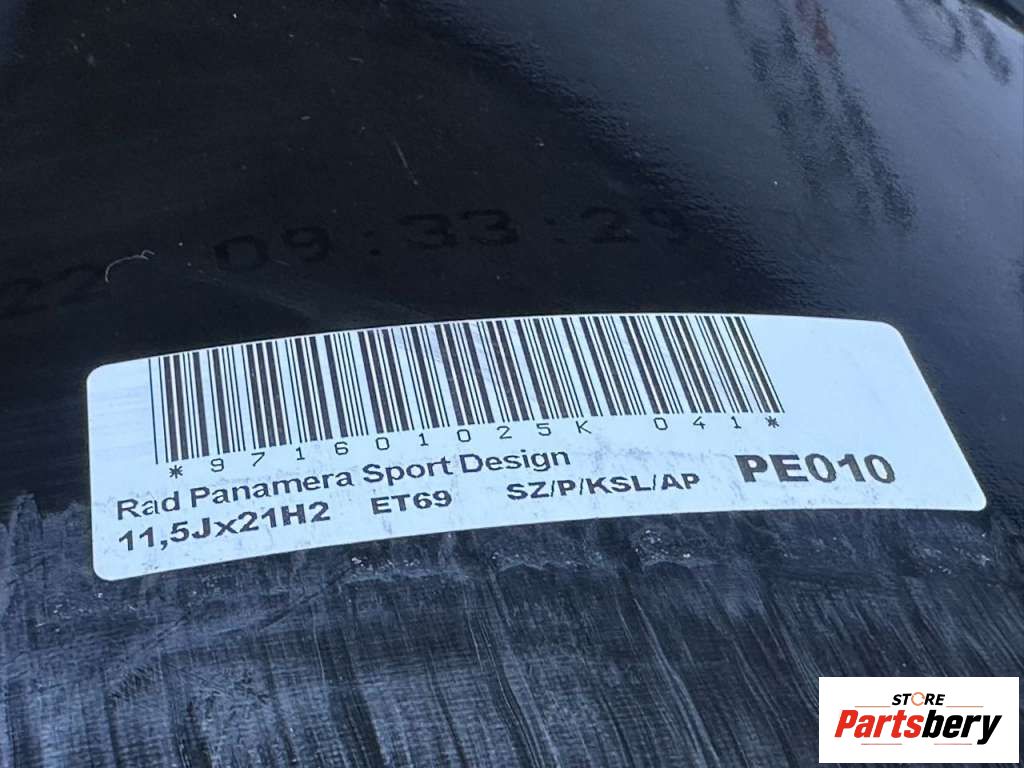 22 09:33:29
*971601025K 041*
Rad Panamera Sport Design
11,5Jx21H2 ET69 SZ/P/KSL/AP PE010
STORE
Partsbery